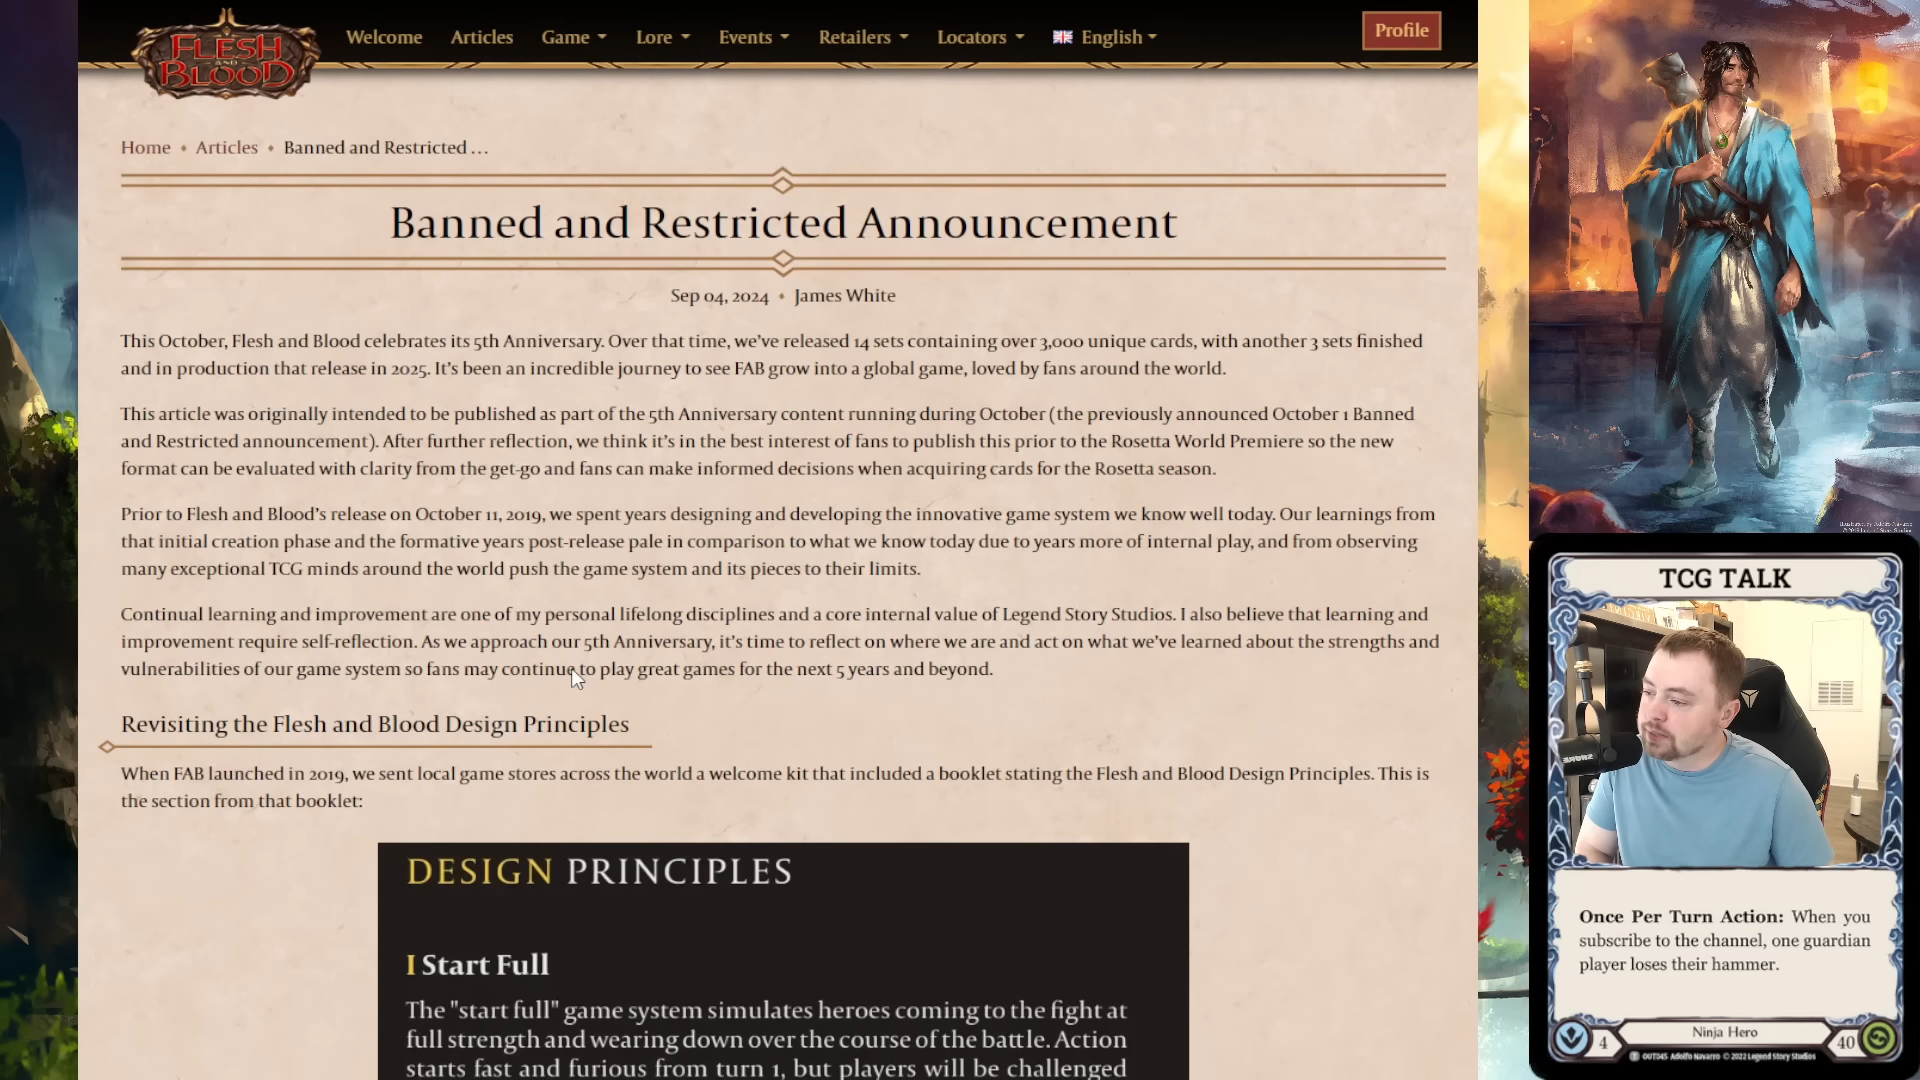 FLESH
AND
BLOOD
Welcome
Articles
Game
Lore
Events
Retailers
Locators
English
Profile
Home • Articles • Banned and Restricted ...
Banned and Restricted Announcement
Sep 04, 2024 • James White
This October, Flesh and Blood celebrates its 5th Anniversary. Over that time, we've released 14 sets containing over 3,000 unique cards, with another 3 sets finished
and in production that release in 2025. It's been an incredible journey to see FAB grow into a global game, loved by fans around the world.
This article was originally intended to be published as part of the 5th Anniversary content running during October (the previously announced October 1 Banned
and Restricted announcement). After further reflection, we think it's in the best interest of fans to publish this prior to the Rosetta World Premiere so the new
format can be evaluated with clarity from the get-go and fans can make informed decisions when acquiring cards for the Rosetta season.
Prior to Flesh and Blood's release on October 11, 2019, we spent years designing and developing the innovative game system we know well today. Our learnings from
that initial creation phase and the formative years post-release pale in comparison to what we know today due to years more of internal play, and from observing
many exceptional TCG minds around the world push the game system and its pieces to their limits.
Continual learning and improvement are one of my personal lifelong disciplines and a core internal value of Legend Story Studios. I also believe that learning and
improvement require self-reflection. As we approach our 5th Anniversary, it's time to reflect on where we are and act on what we've learned about the strengths and
vulnerabilities of our game system so fans may continue to play great games for the next 5 years and beyond.
Revisiting the Flesh and Blood Design Principles
When FAB launched in 2019, we sent local game stores across the world a welcome kit that included a booklet stating the Flesh and Blood Design Principles. This is
the section from that booklet:
DESIGN PRINCIPLES
I Start Full
The "start full" game system simulates heroes coming to the fight at
full strength and wearing down over the course of the battle. Action
starts fast and furious from turn 1, but players will be challenged
TCG TALK
Once Per Turn Action: When you
subscribe to the channel, one guardian
player loses their hammer.
4
Ninja Hero
40
OUT045 Adolfo Navarro © 2022 Legend Story Studios